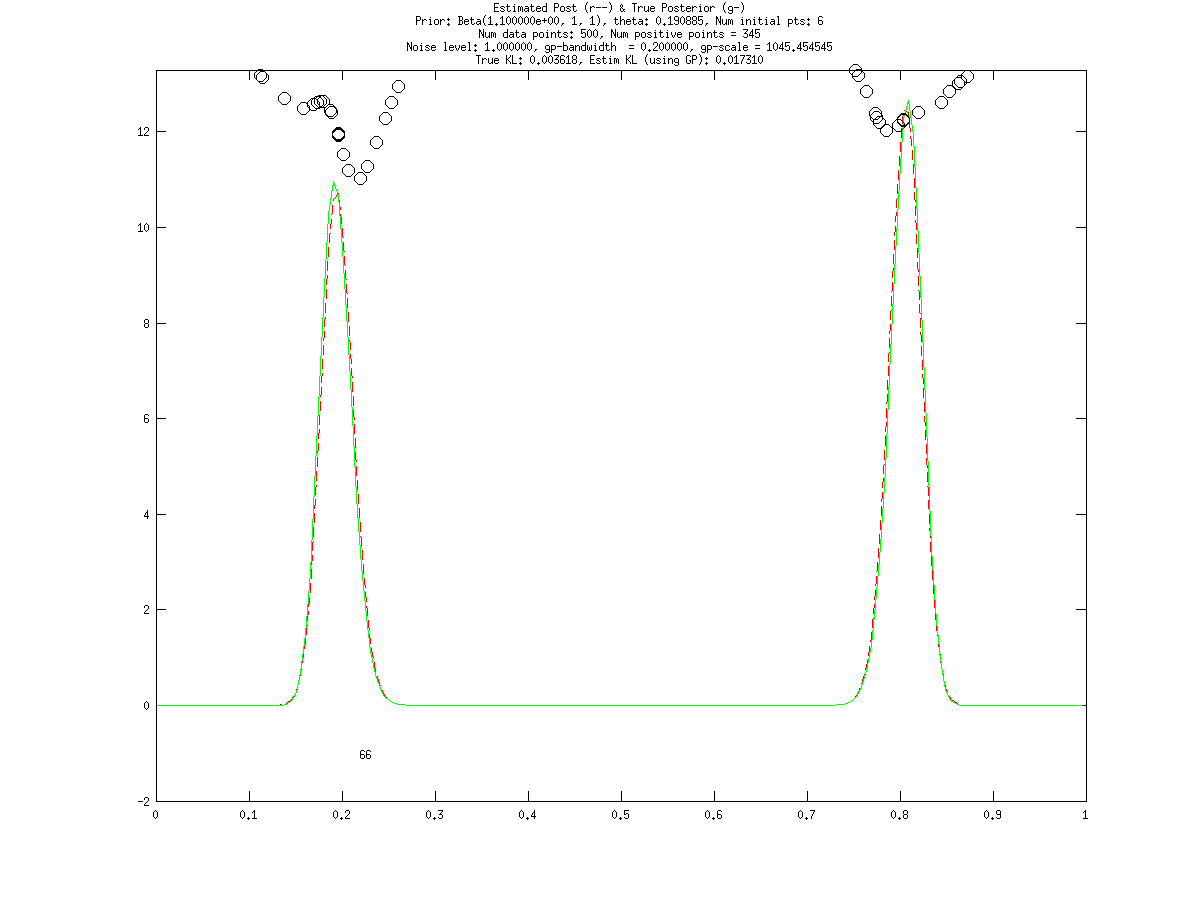 Estimated Post (r--) & True Posterior (g-)
Prior: Beta(1.100000e+00, 1, 1), theta: 0.190885, Num initial pts: 6
Num data points: 500, Num positive points = 345
Noise level: 1.000000, gp-bandwidth  = 0.200000, gp-scale = 1045.454545
True KL: 0.003618, Estim KL (using GP): 0.017310
12
10
8
6
4
2
0
66
-2
0 0.1 0.2 0.3 0.4 0.5 0.6 0.7 0.8 0.9 1